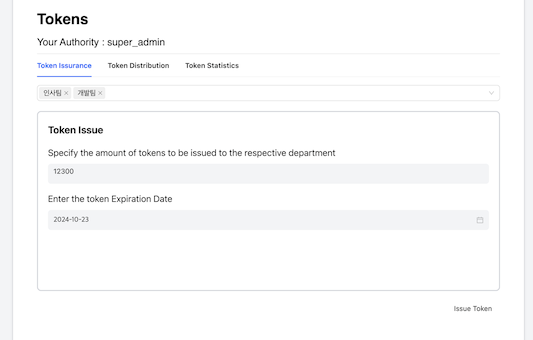 Tokens
Your Authority : super_admin
Token Issurance Token Distribution Token Statistics
인사팀 × 개발팀 ×
Token Issue
Specify the amount of tokens to be issued to the respective department
12300
Enter the token Expiration Date
2024-10-23
Issue Token